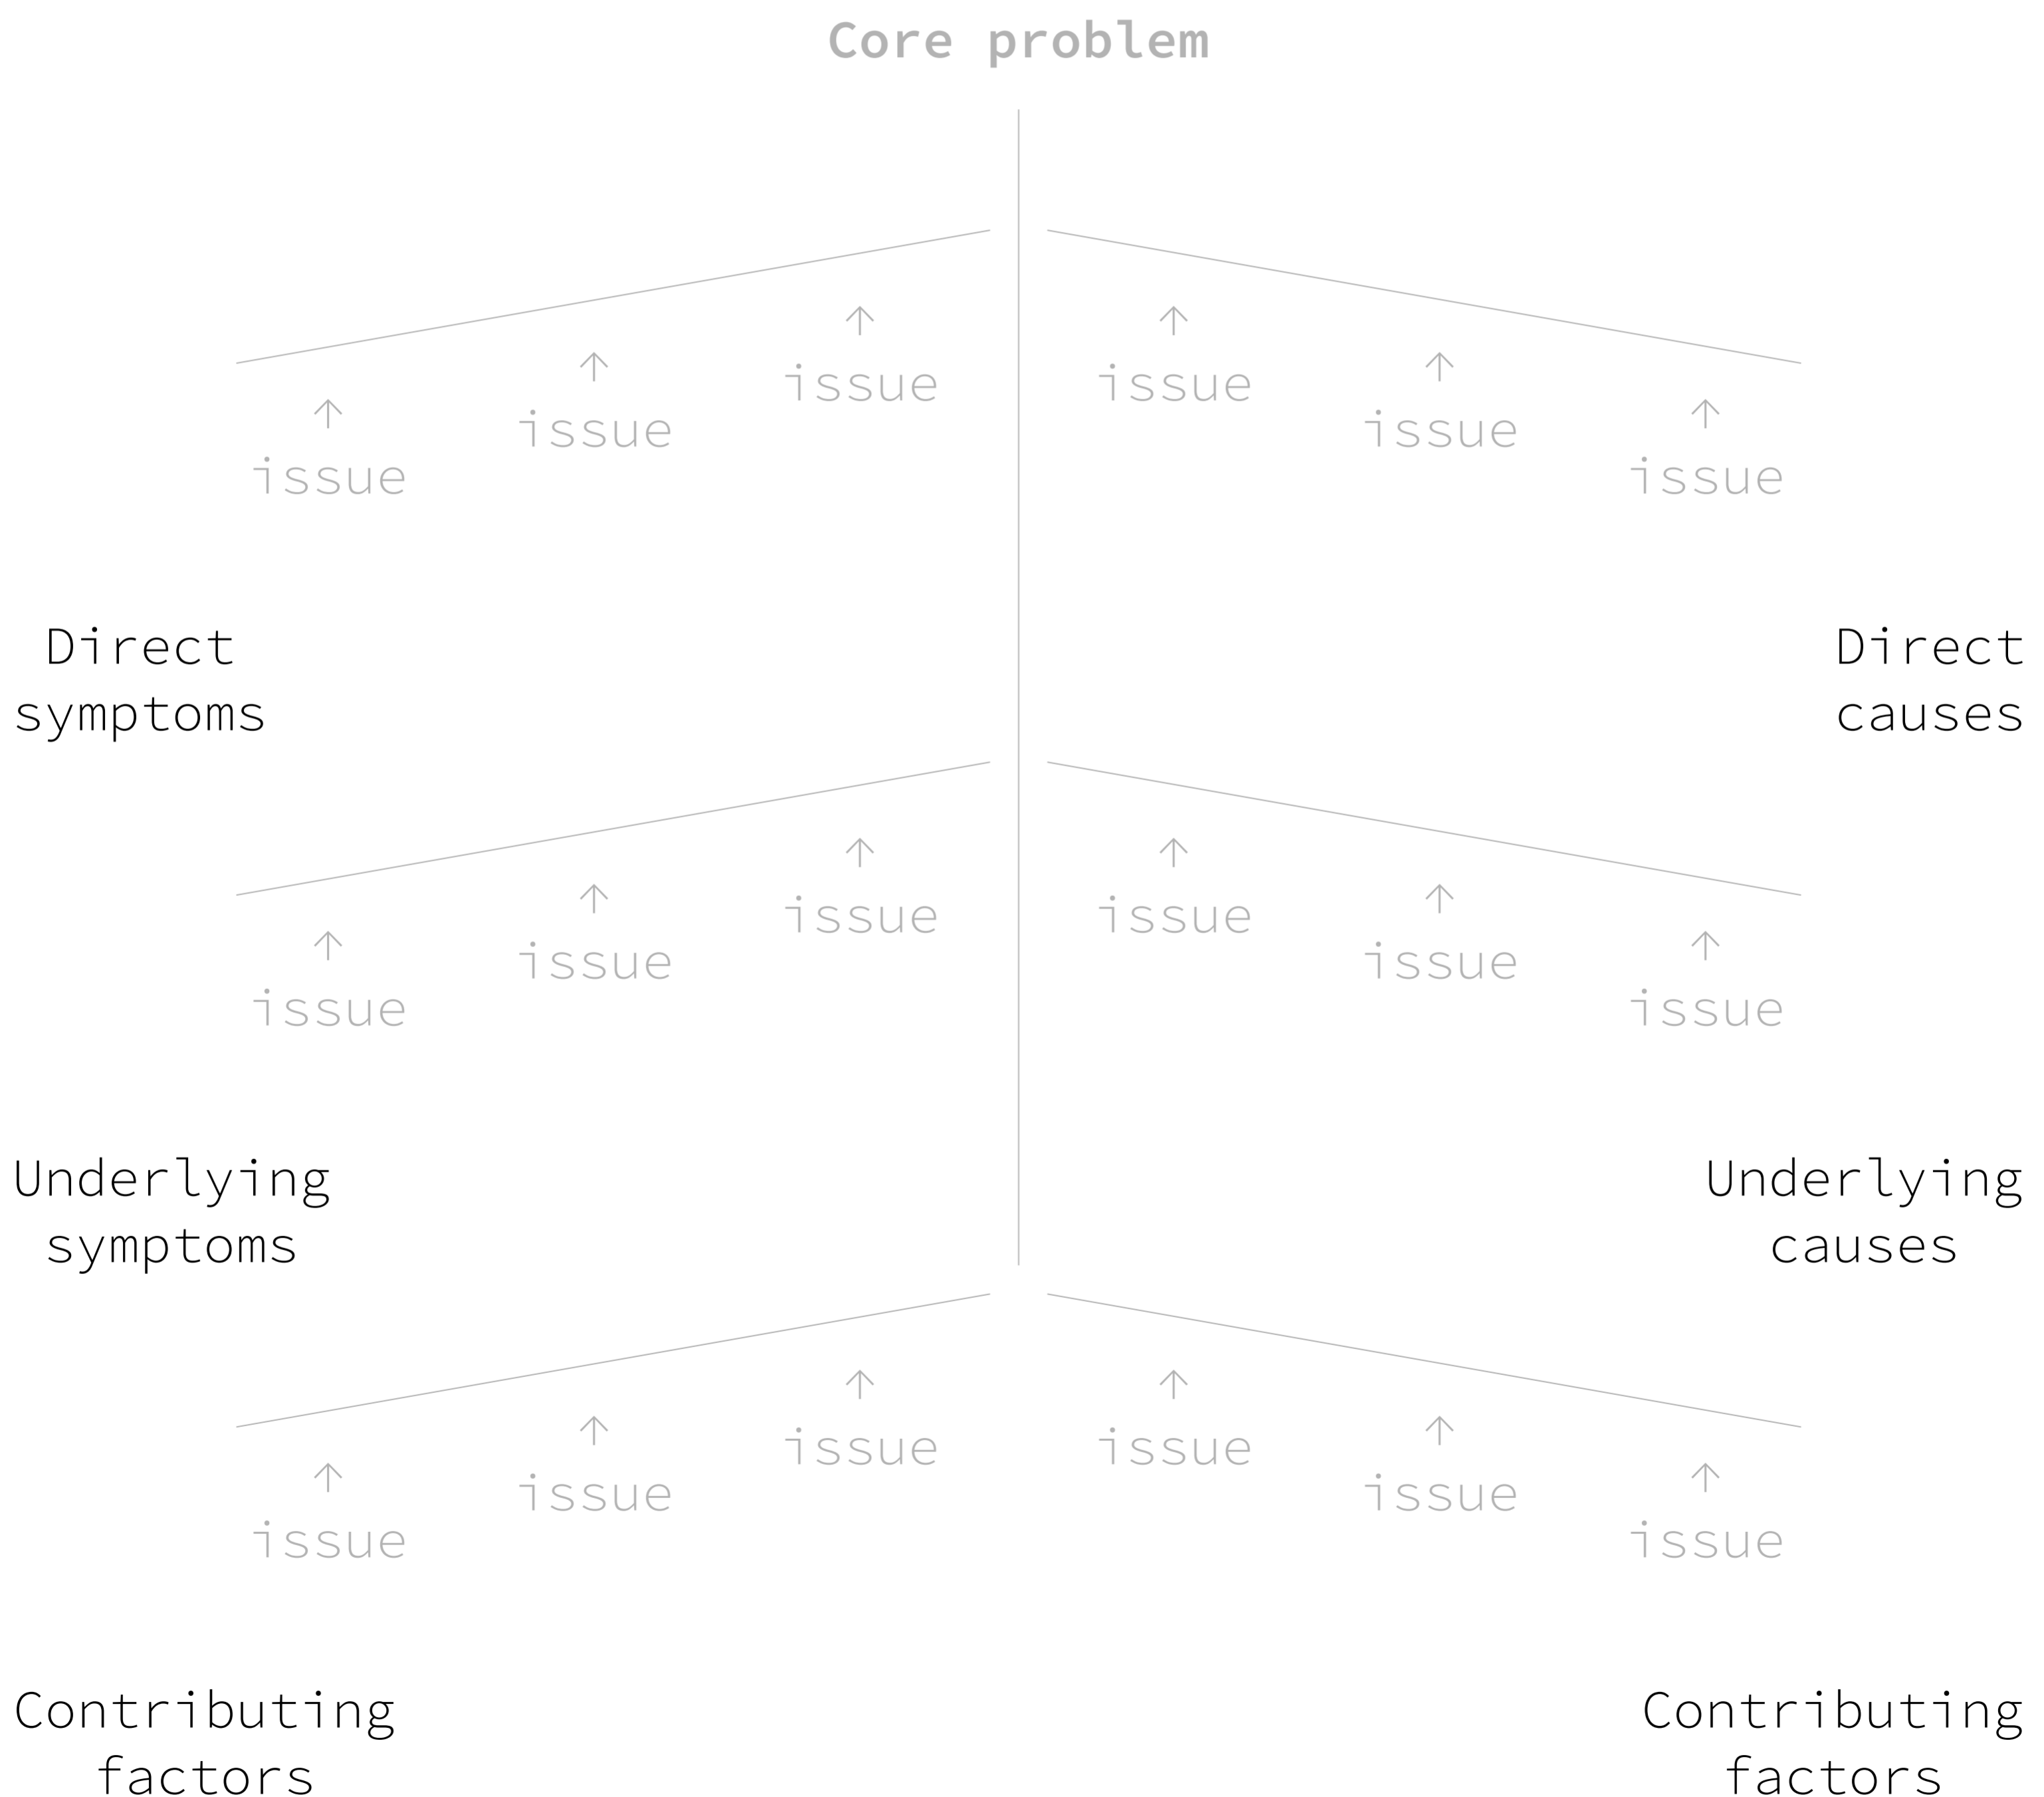 Core problem
issue issue
issue issue
issue issue
Direct symptoms
Direct causes
issue issue
issue issue
issue issue
Underlying symptoms
Underlying causes
issue issue
issue issue
issue issue
Contributing factors
Contributing factors